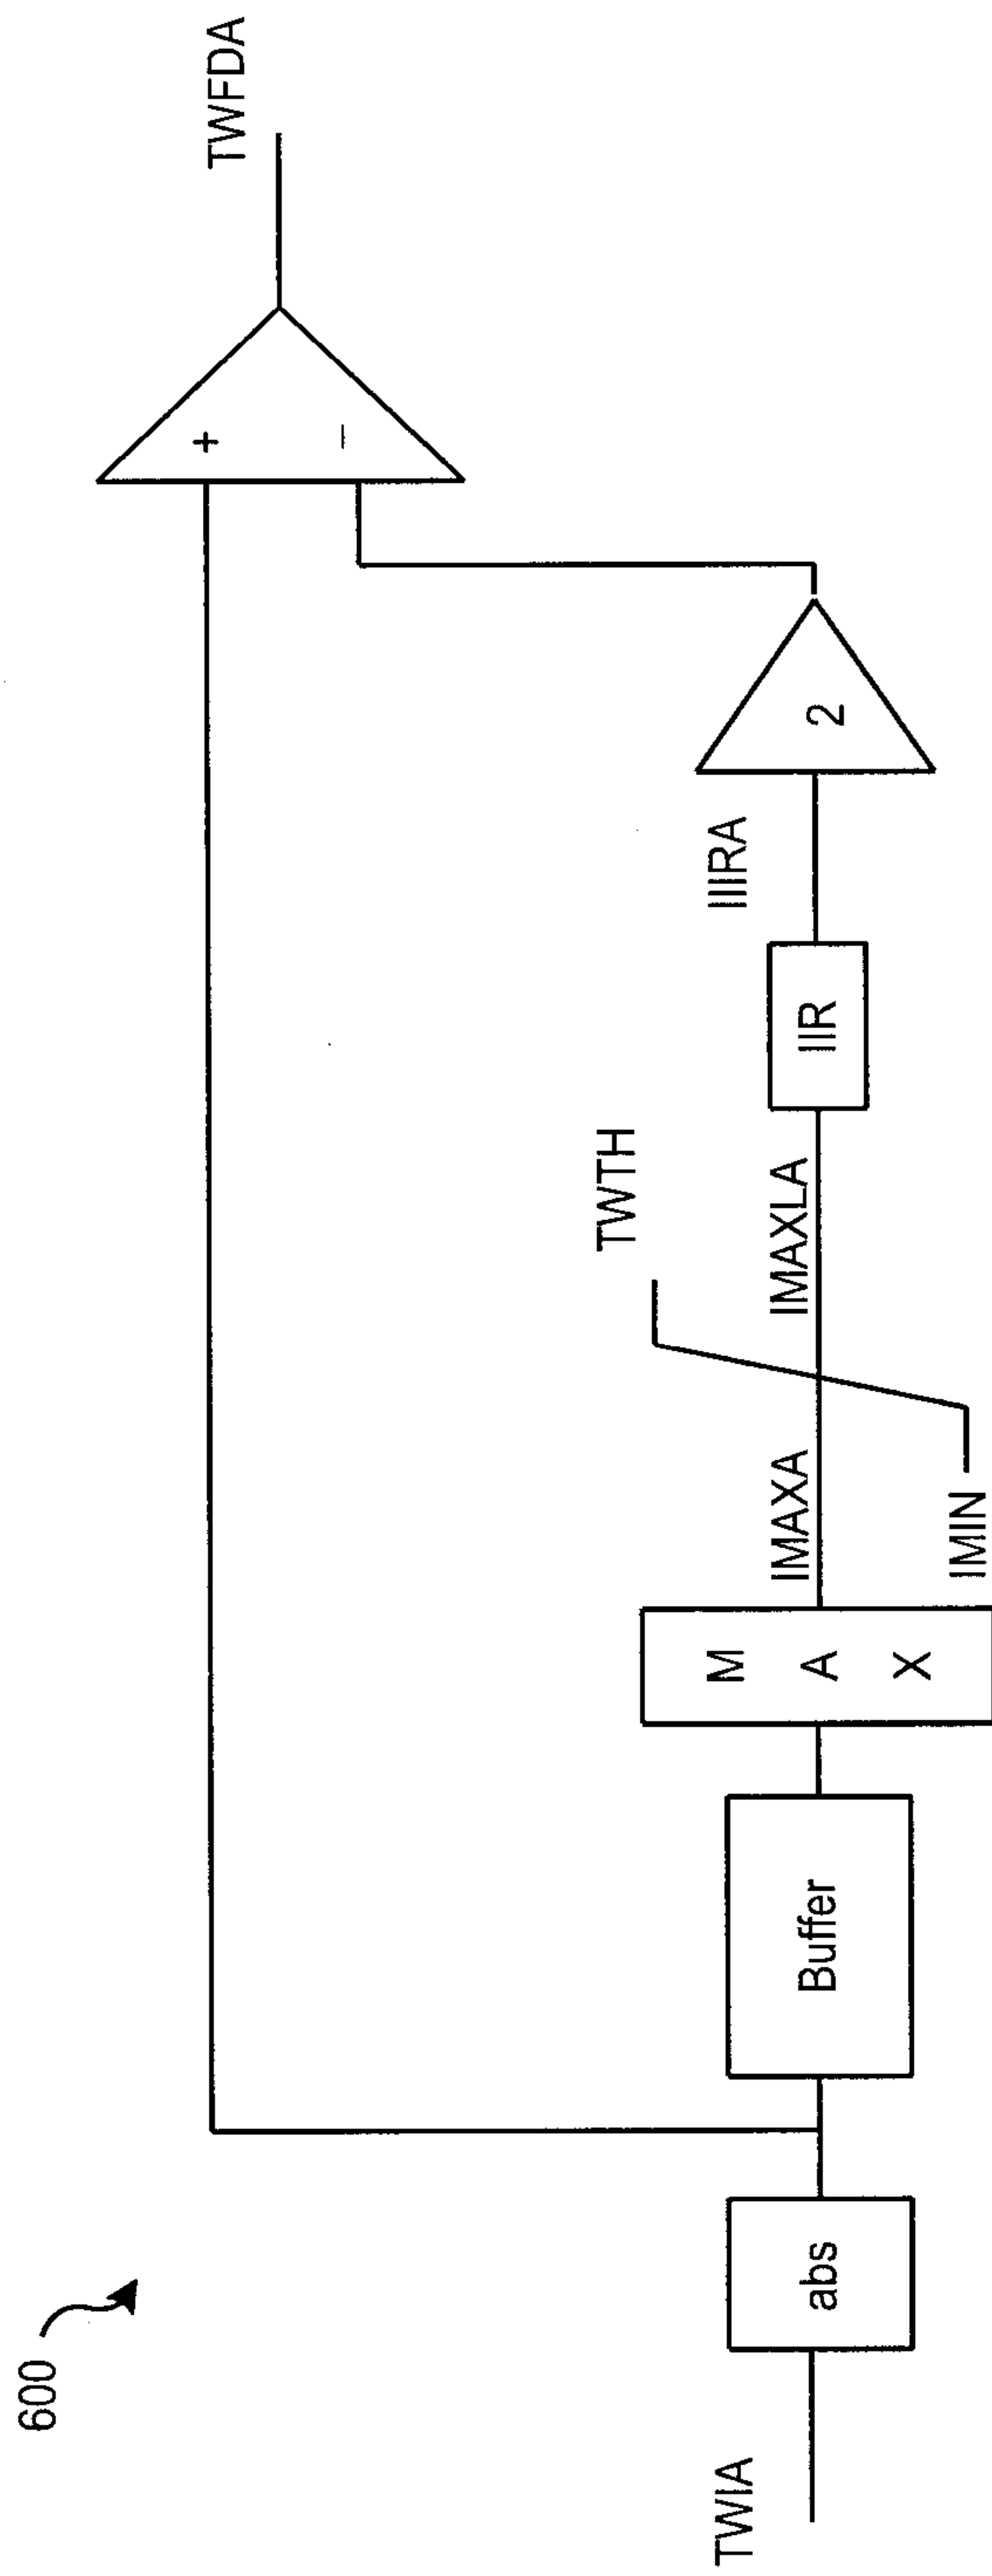 600
TWIA
abs
Buffer
M
A
X
IMAXA
IMIN
TWTH
IMAXLA
IIR
IIIRA
2
+
−
TWFDA